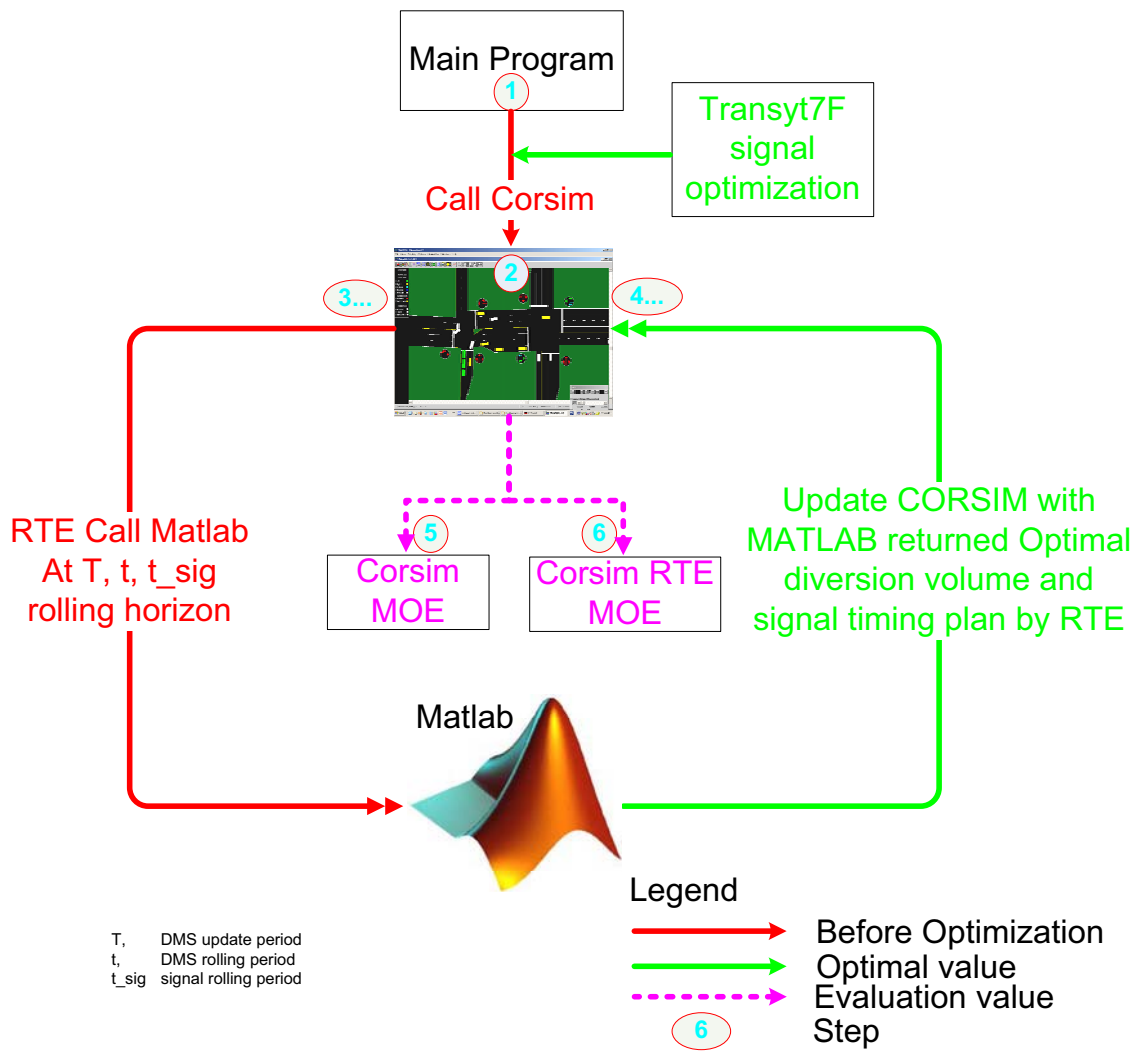 Main Program
1
Transyt7F
signal
optimization
Call Corsim
2
3...
4...
RTE Call Matlab
At T, t, t_sig
rolling horizon
Update CORSIM with
MATLAB returned Optimal
diversion volume and
signal timing plan by RTE
5
6
Corsim
MOE
Corsim RTE
MOE
Matlab
Legend
Before Optimization
Optimal value
Evaluation value
6
Step
T, DMS update period
t, DMS rolling period
t_sig signal rolling period